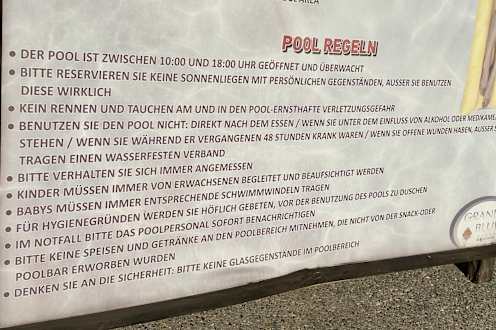 AREA
POOL REGELN
• DER POOL IST ZWISCHEN 10:00 UND 18:00 UHR GEÖFFNET UND ÜBERWACHT
• BITTE RESERVIEREN SIE KEINE SONNENLIEGEN MIT PERSÖNLICHEN GEGENSTÄNDEN, AUSSER SIE BENUTZEN
DIESE WIRKLICH
• KEIN RENNEN UND TAUCHEN AM UND IN DEN POOL-ERNSTHAFTE VERLETZUNGSGEFAHR
• BENUTZEN SIE DEN POOL NICHT: DIREKT NACH DEM ESSEN / WENN SIE UNTER DEM EINFLUSS VON ALKOHOL ODER MEDIKAME
STEHEN / WENN SIE WÄHREND ER VERGANGENEN 48 STUNDEN KRANK WAREN / WENN SIE OFFENE WUNDEN HABEN, AUSSER S
TRAGEN EINEN WASSERFESTEN VERBAND
• BITTE VERHALTEN SIE SICH IMMER ANGEMESSEN
• KINDER MÜSSEN IMMER VON ERWACHSENEN BEGLEITET UND BEAUFSICHTIGT WERDEN
• BABYS MÜSSEN IMMER ENTSPRECHENDE SCHWIMMWINDELN TRAGEN
• FÜR HYGIENEGRÜNDEN WERDEN SIE HÖFLICH GEBETEN, VOR DER BENUTZUNG DES POOLS ZU DUSCHEN
• IM NOTFALL BITTE DAS POOLPERSONAL SOFORT BENACHRICHTIGEN
• BITTE KEINE SPEISEN UND GETRÄNKE AN DEN POOLBEREICH MITNEHMEN, DIE NICHT VON DER SNACK-ODER
POOLBAR ERWORBEN WURDEN
• DENKEN SIE AN DIE SICHERHEIT: BITTE KEINE GLASGEGENSTANDE IM POOLBEREICH
GRAN
BLU